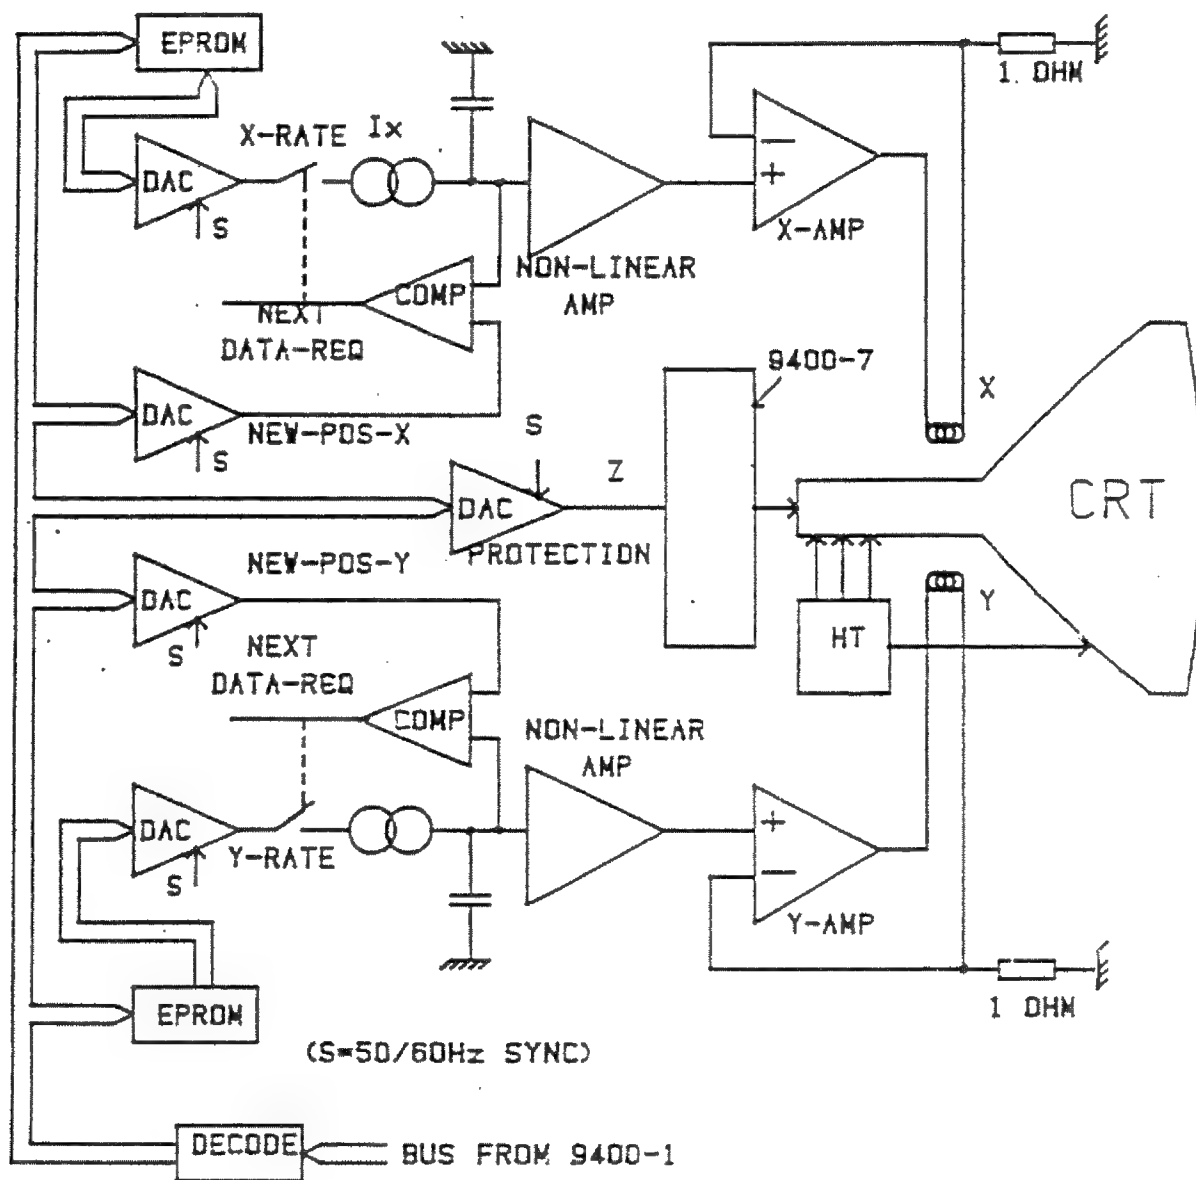 EPROM
1. OHM
X-RATE
Ix
DAC
S
X-AMP
NON-LINEAR
AMP
COMP
NEXT
DATA-REQ
9400-7
DAC
S
NEW-POS-X
X
S
Z
DAC
CRT
PROTECTION
NEW-POS-Y
DAC
S
Y
HT
NEXT
DATA-REQ
COMP
NON-LINEAR
AMP
DAC
S
Y-RATE
Y-AMP
EPROM
1 OHM
(S=50/60Hz SYNC)
DECODE
BUS FROM 9400-1